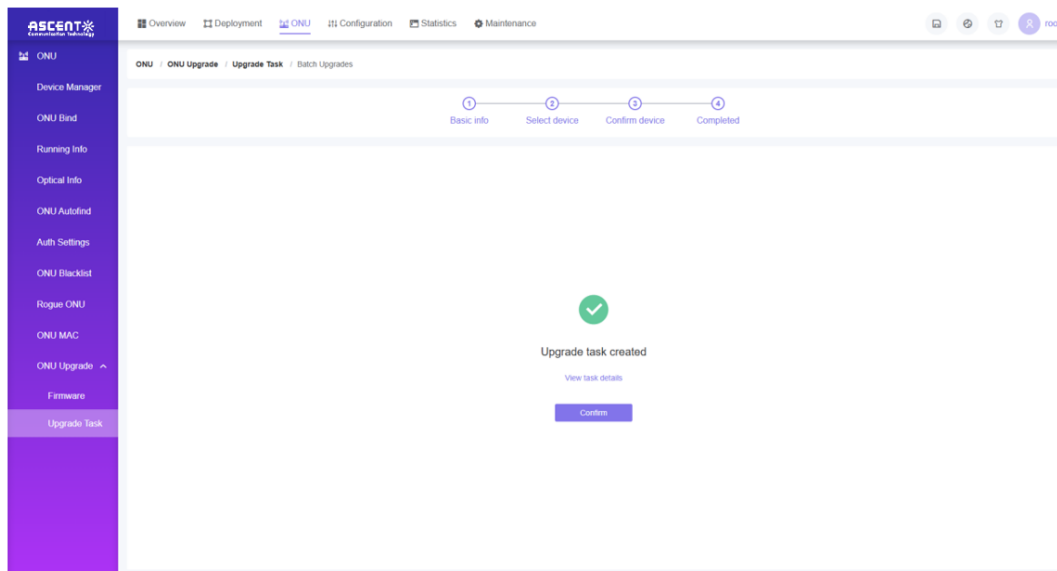 ASCENT
Communication Technology
Overview Deployment ONU Configuration Statistics Maintenance
roo
ONU
Device Manager
ONU Bind
Running Info
Optical Info
ONU Autofind
Auth Settings
ONU Blacklist
Rogue ONU
ONU MAC
ONU Upgrade
Firmware
Upgrade Task
ONU / ONU Upgrade / Upgrade Task / Batch Upgrades
1 2 3 4
Basic info Select device Confirm device Completed
Upgrade task created
View task details
Confirm